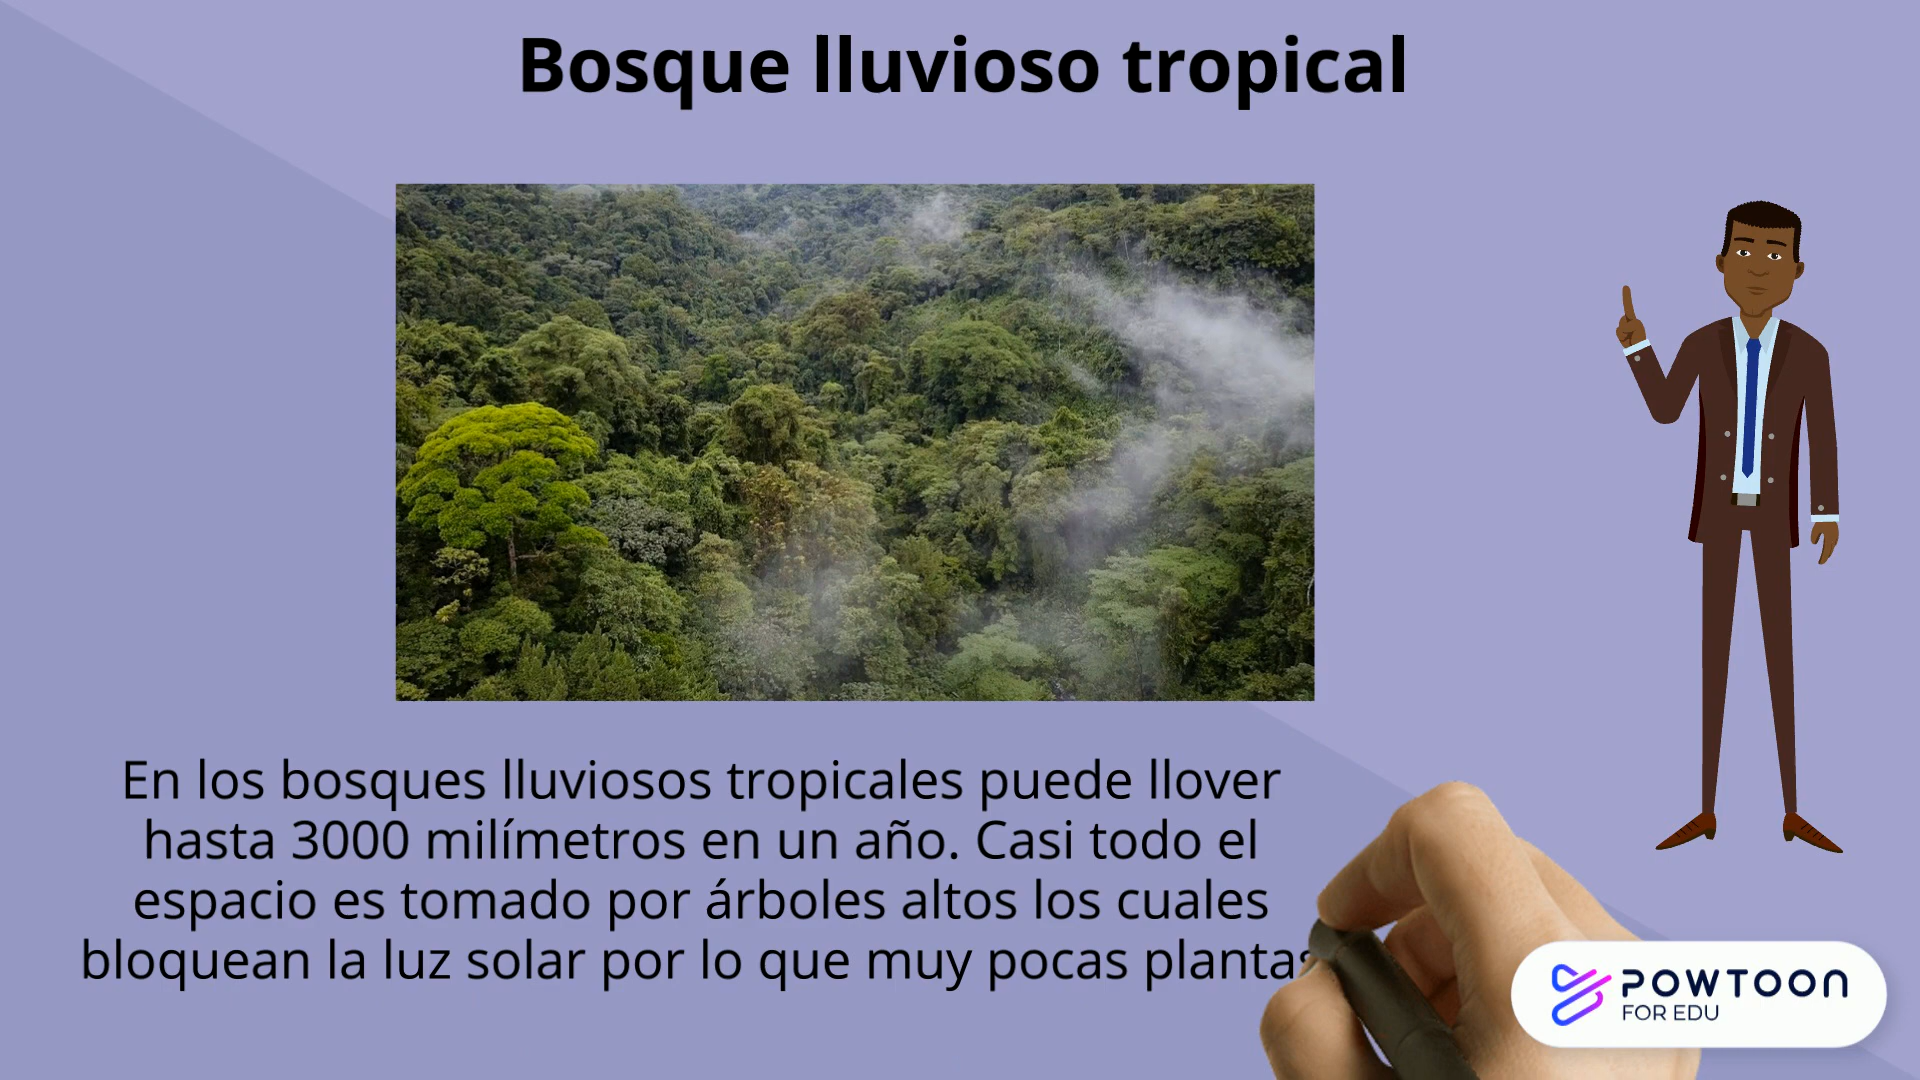 Bosque lluvioso tropical
En los bosques lluviosos tropicales puede llover
hasta 3000 milímetros en un año. Casi todo el
espacio es tomado por árboles altos los cuales
bloquean la luz solar por lo que muy pocas plantas
POWTOON
FOR EDU